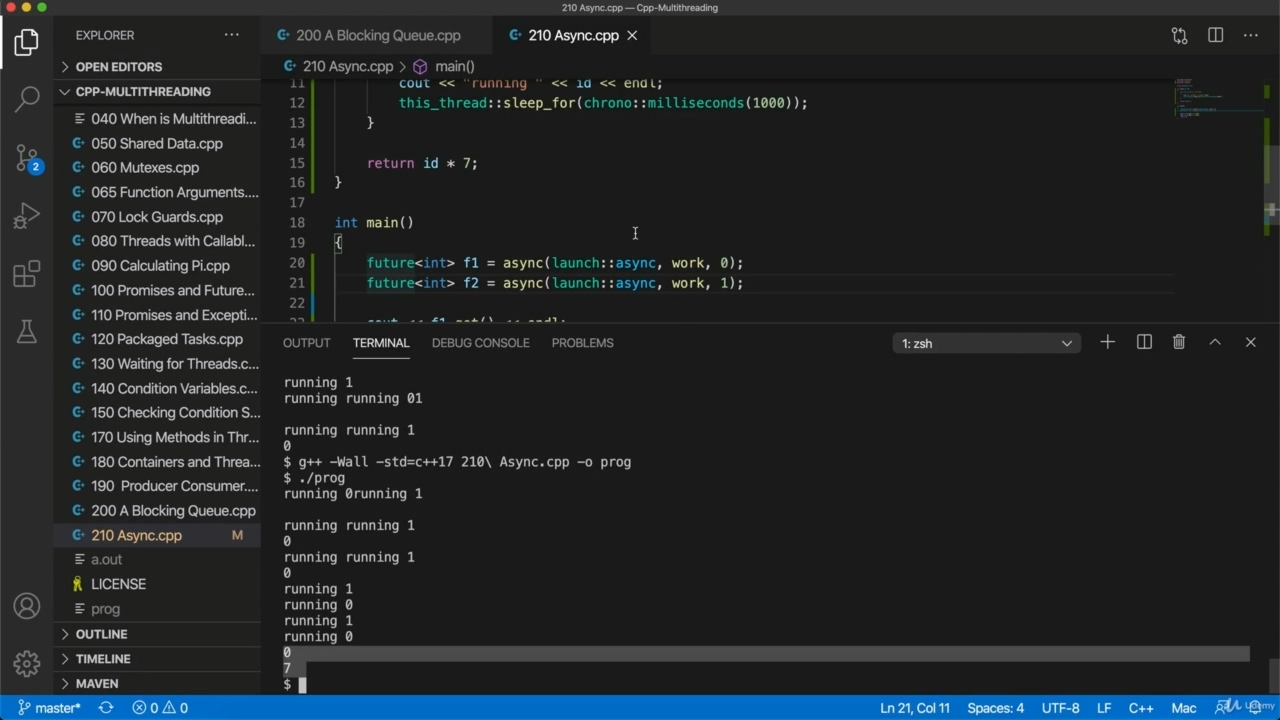 210 Async.cpp — Cpp-Multithreading
EXPLORER
200 A Blocking Queue.cpp
210 Async.cpp
210 Async.cpp > main()
OPEN EDITORS
CPP-MULTITHREADING
040 When is Multithreadi...
050 Shared Data.cpp
060 Mutexes.cpp
065 Function Arguments....
070 Lock Guards.cpp
080 Threads with Callabl...
090 Calculating Pi.cpp
100 Promises and Future...
110 Promises and Excepti...
120 Packaged Tasks.cpp
130 Waiting for Threads.c...
140 Condition Variables.c...
150 Checking Condition S...
170 Using Methods in Thr...
180 Containers and Threa...
190 Producer Consumer....
200 A Blocking Queue.cpp
210 Async.cpp M
a.out
LICENSE
prog
OUTLINE
TIMELINE
MAVEN
2
11 cout << "running " << id << endl;
12 this_thread::sleep_for(chrono::milliseconds(1000));
13 }
14
15 return id * 7;
16 }
17
18 int main()
19 {
20 future<int> f1 = async(launch::async, work, 0);
21 future<int> f2 = async(launch::async, work, 1);
22
23 cout << f1.get() << endl;
OUTPUT TERMINAL DEBUG CONSOLE PROBLEMS
1: zsh
running 1
running running 01
running running 1
0
$ g++ -Wall -std=c++17 210\ Async.cpp -o prog
$ ./prog
running 0running 1
running running 1
0
running running 1
0
running 1
running 0
running 1
running 0
0
7
$
master* 0 0
Ln 21, Col 11 Spaces: 4 UTF-8 LF C++ Mac
Udemy